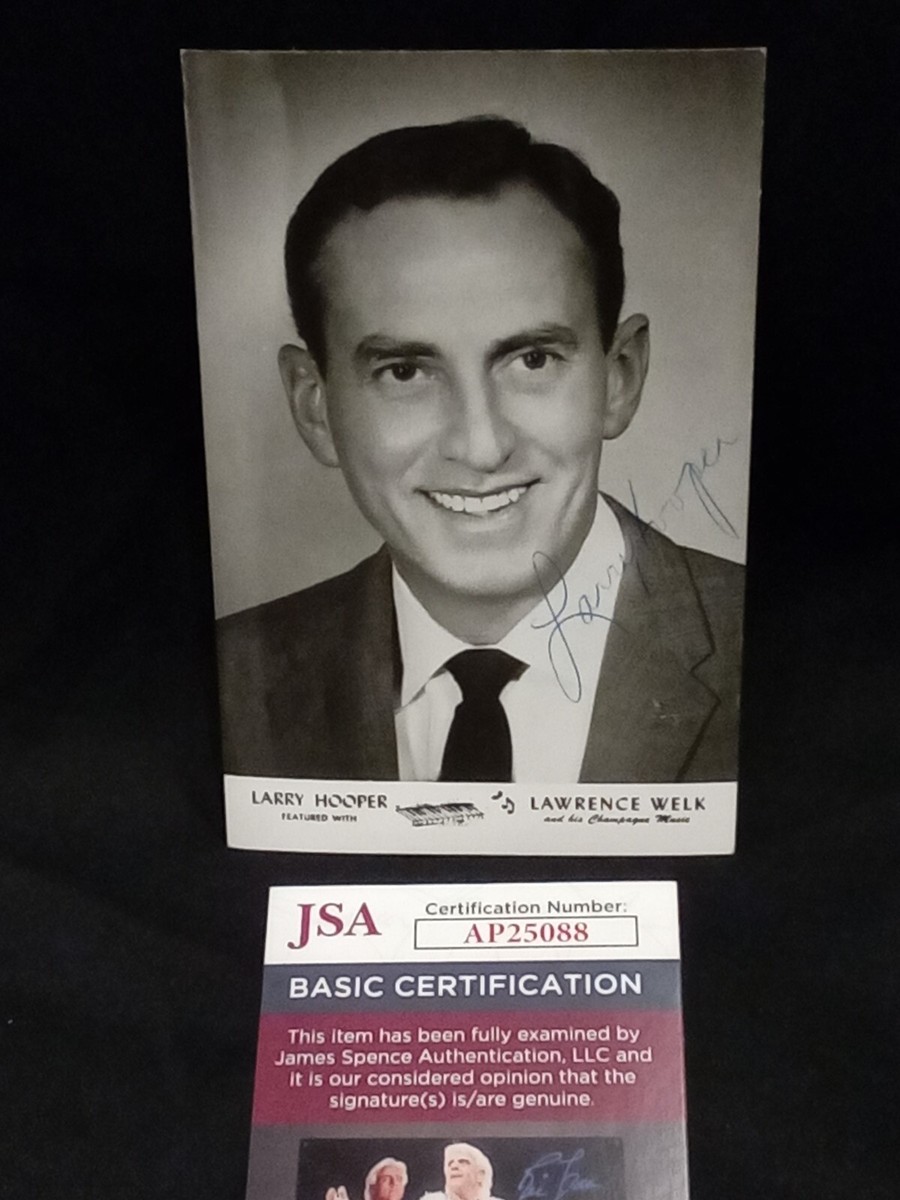 Larry Hooper
LARRY HOOPER
FEATURED WITH
LAWRENCE WELK
and his Champagne Music
JSA
Certification Number:
AP25088
BASIC CERTIFICATION
This item has been fully examined by
James Spence Authentication, LLC and
it is our considered opinion that the
signature(s) is/are genuine.